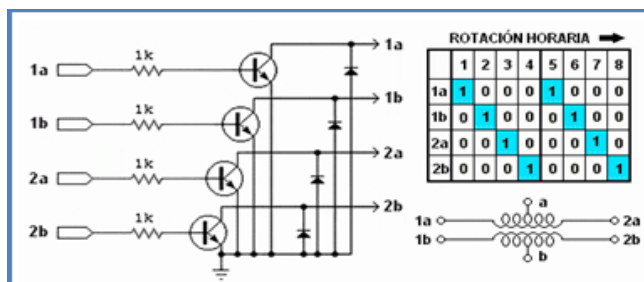 1a 1k 1a
1b 1k 1b
2a 1k 2a
2b 1k 2b
ROTACIÓN HORARIA
1 2 3 4 5 6 7 8
1a 1 0 0 0 1 0 0 0
1b 0 1 0 0 0 1 0 0
2a 0 0 1 0 0 0 1 0
2b 0 0 0 1 0 0 0 1
a
1a 2a
1b 2b
b